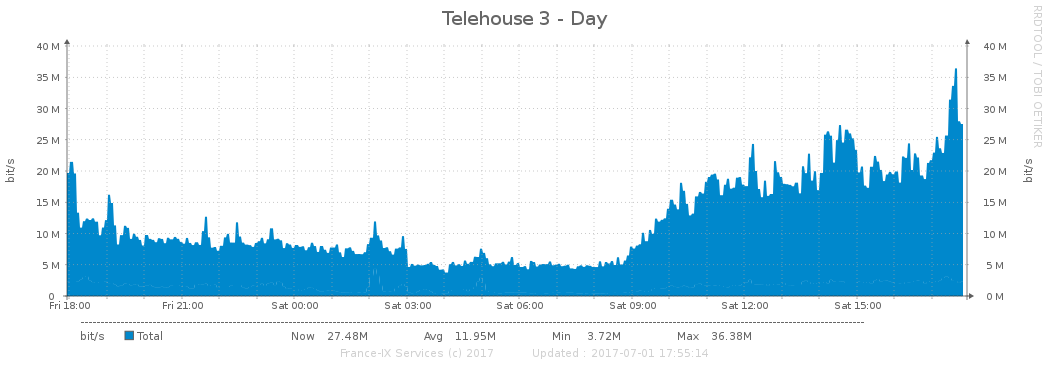 Telehouse 3 - Day
RRDTOOL / TOBI OETIKER
bit/s
40 M 40 M
35 M 35 M
30 M 30 M
25 M 25 M
20 M 20 M
15 M 15 M
10 M 10 M
5 M 5 M
0 0 M
bit/s
Fri 18:00 Fri 21:00 Sat 00:00 Sat 03:00 Sat 06:00 Sat 09:00 Sat 12:00 Sat 15:00
bit/s Total Now 27.48M Avg 11.95M Min 3.72M Max 36.38M
France-IX Services (c) 2017 Updated : 2017-07-01 17:55:14